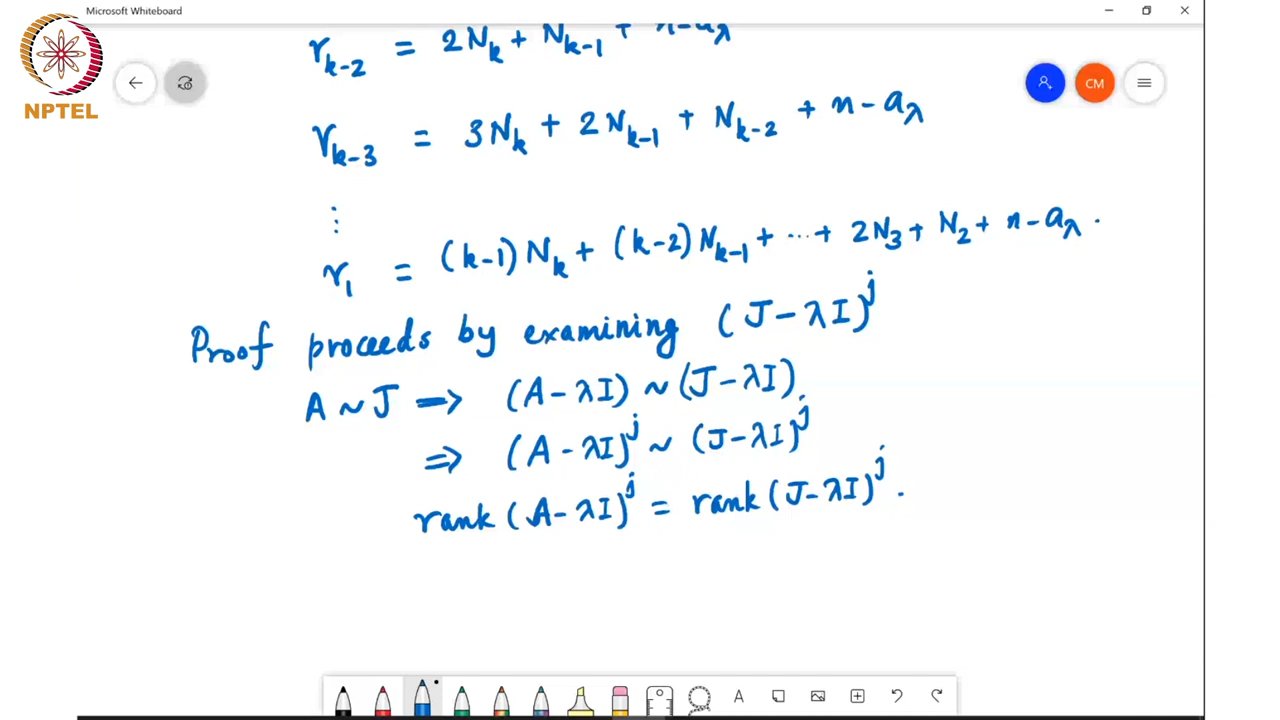 Microsoft Whiteboard
NPTEL
CM
r_{k-2} = 2N_k + N_{k-1} + n-a_λ
r_{k-3} = 3N_k + 2N_{k-1} + N_{k-2} + n-a_λ
⋮
r_1 = (k-1)N_k + (k-2)N_{k-1} + ⋯ + 2N_3 + N_2 + n-a_λ .
Proof proceeds by examining (J-λI)^j
A ~ J → (A-λI) ~ (J-λI).
⇒ (A-λI)^j ~ (J-λI)^j
rank (A-λI)^j = rank (J-λI)^j .
A